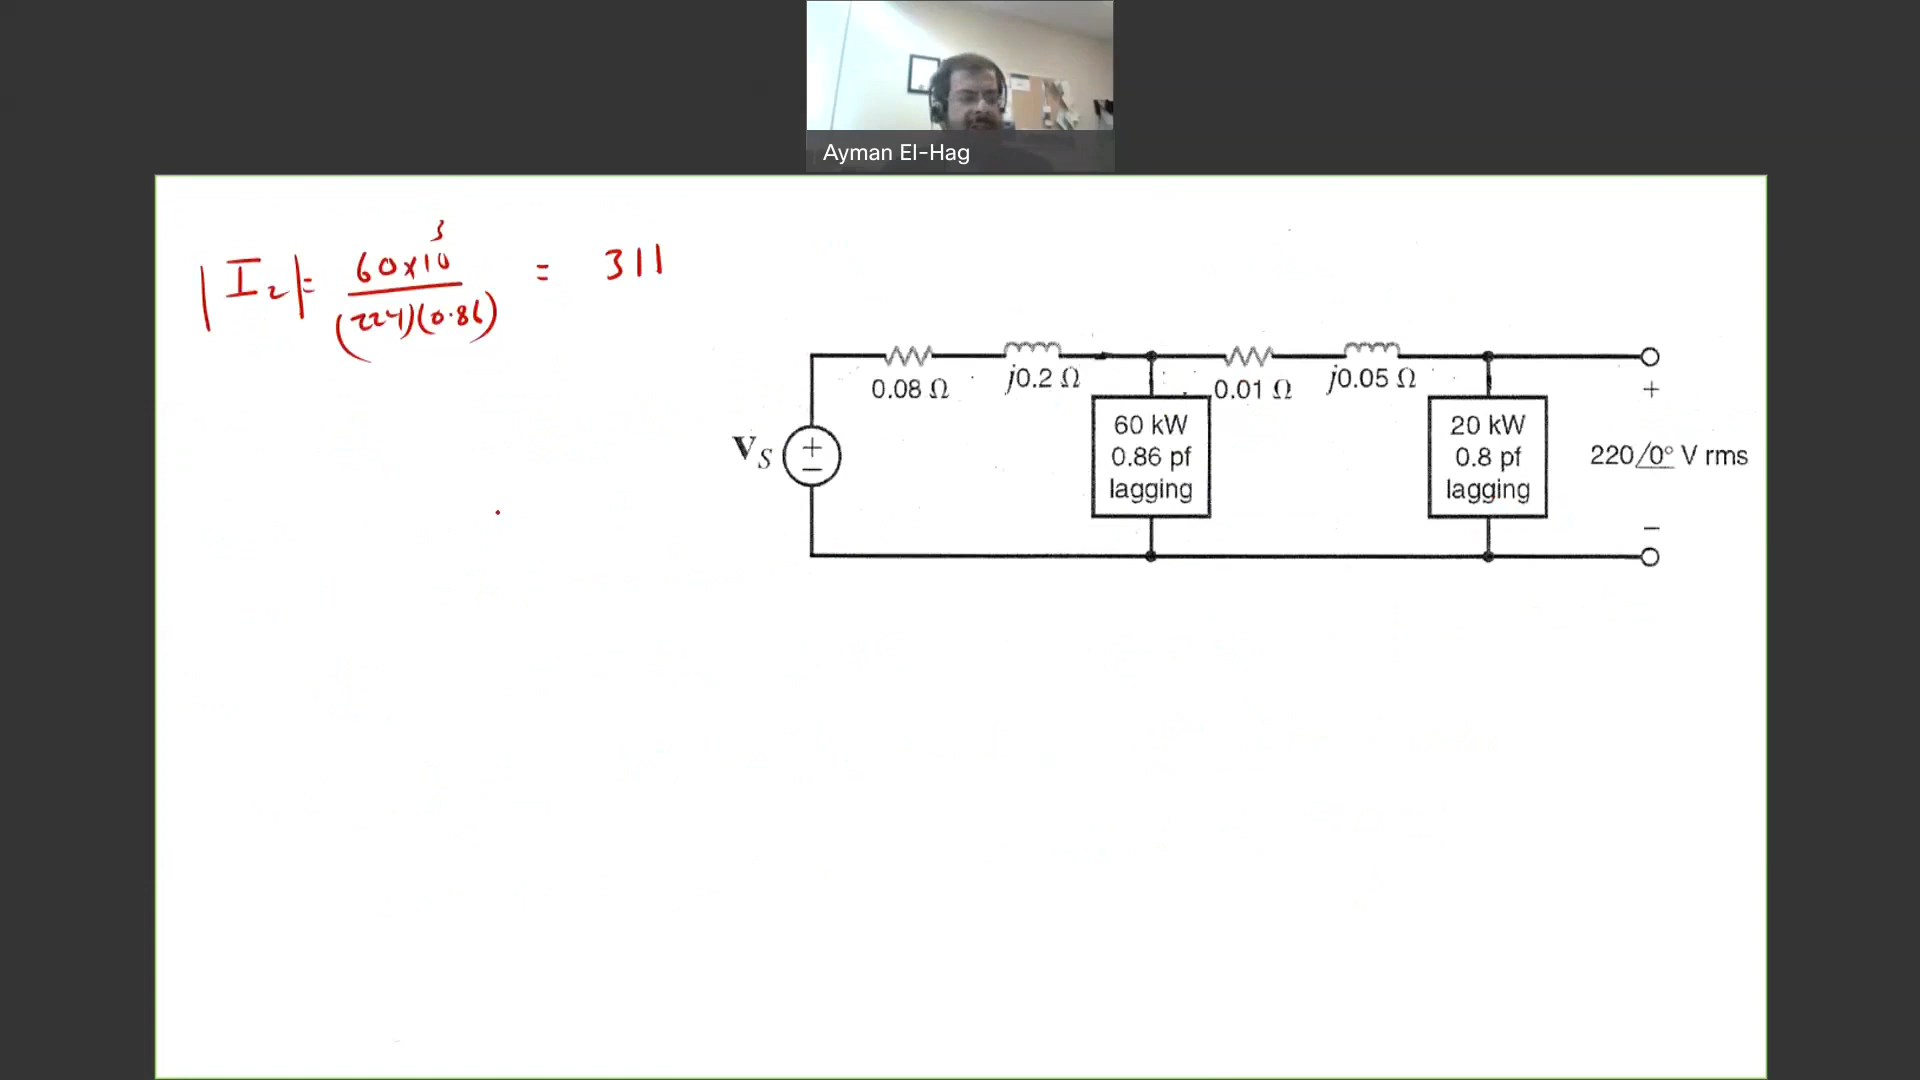 Ayman El-Hag
|I₂| = 60×10³ / (224)(0.86) = 311
0.08 Ω
j0.2 Ω
0.01 Ω
j0.05 Ω
+
V_S
+
−
60 kW
0.86 pf
lagging
20 kW
0.8 pf
lagging
220/0° V rms
−